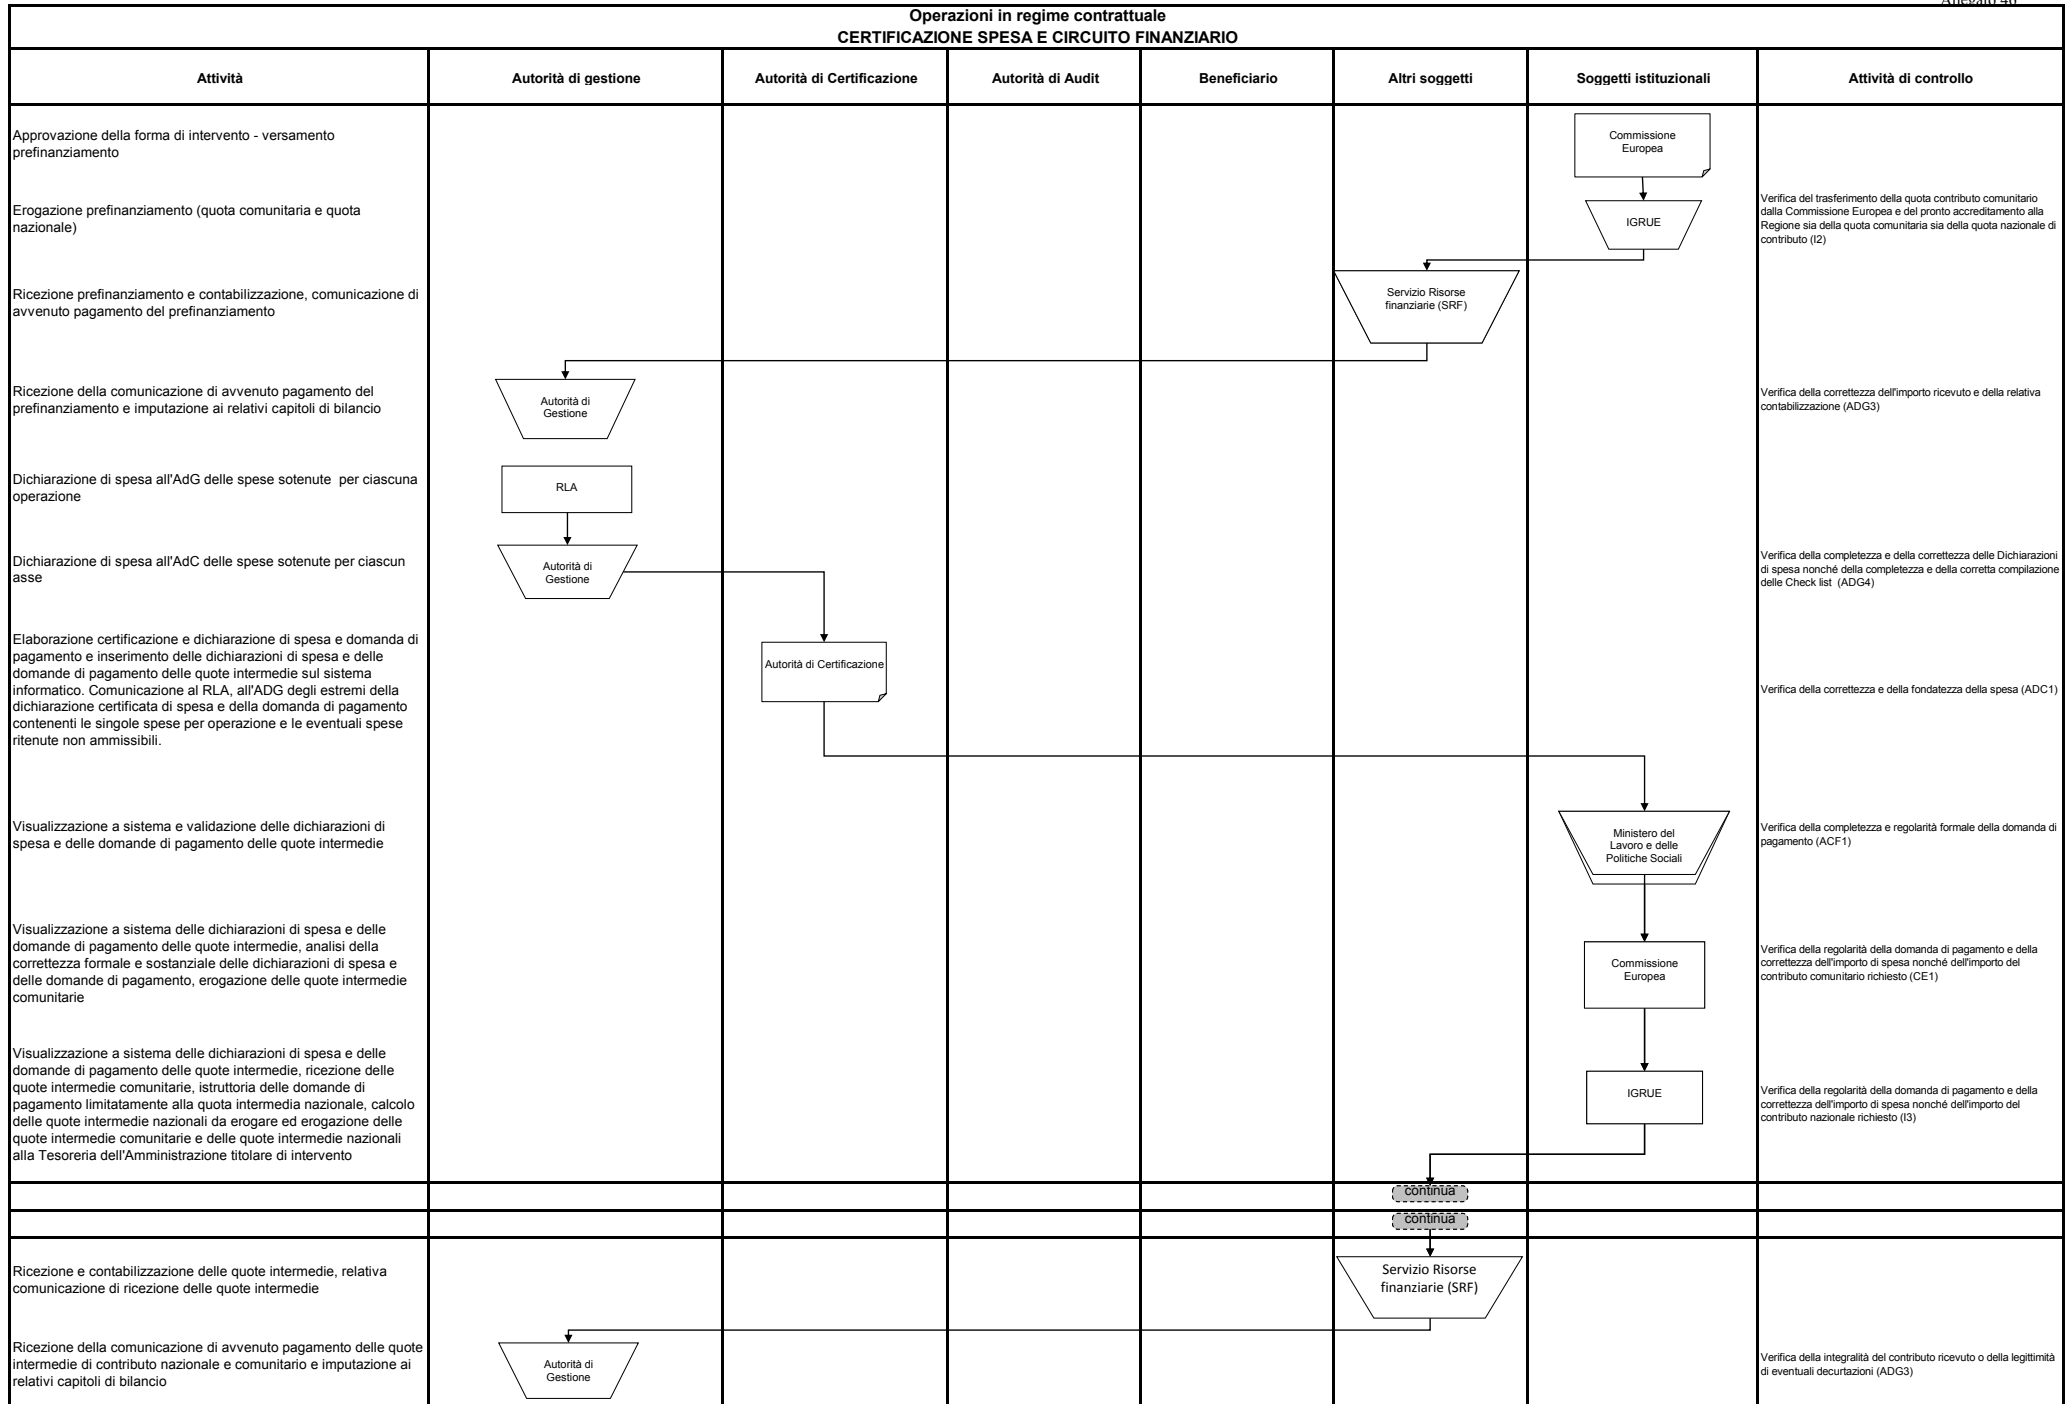 Allegato 46
Operazioni in regime contrattuale
CERTIFICAZIONE SPESA E CIRCUITO FINANZIARIO
Attività
Autorità di gestione
Autorità di Certificazione
Autorità di Audit
Beneficiario
Altri soggetti
Soggetti istituzionali
Attività di controllo
Approvazione della forma di intervento - versamento
prefinanziamento
Commissione
Europea
Erogazione prefinanziamento (quota comunitaria e quota
nazionale)
IGRUE
Verifica del trasferimento della quota contributo comunitario
dalla Commissione Europea e del pronto accreditamento alla
Regione sia della quota comunitaria sia della quota nazionale di
contributo (I2)
Ricezione prefinanziamento e contabilizzazione, comunicazione di
avvenuto pagamento del prefinanziamento
Servizio Risorse
finanziarie (SRF)
Ricezione della comunicazione di avvenuto pagamento del
prefinanziamento e imputazione ai relativi capitoli di bilancio
Autorità di
Gestione
Verifica della correttezza dell'importo ricevuto e della relativa
contabilizzazione (ADG3)
Dichiarazione di spesa all'AdG delle spese sotenute  per ciascuna
operazione
RLA
Dichiarazione di spesa all'AdC delle spese sotenute per ciascun
asse
Autorità di
Gestione
Verifica della completezza e della correttezza delle Dichiarazioni
di spesa nonché della completezza e della corretta compilazione
delle Check list  (ADG4)
Elaborazione certificazione e dichiarazione di spesa e domanda di
pagamento e inserimento delle dichiarazioni di spesa e delle
domande di pagamento delle quote intermedie sul sistema
informatico. Comunicazione al RLA, all'ADG degli estremi della
dichiarazione certificata di spesa e della domanda di pagamento
contenenti le singole spese per operazione e le eventuali spese
ritenute non ammissibili.
Autorità di Certificazione
Verifica della correttezza e della fondatezza della spesa (ADC1)
Visualizzazione a sistema e validazione delle dichiarazioni di
spesa e delle domande di pagamento delle quote intermedie
Ministero del
Lavoro e delle
Politiche Sociali
Verifica della completezza e regolarità formale della domanda di
pagamento (ACF1)
Visualizzazione a sistema delle dichiarazioni di spesa e delle
domande di pagamento delle quote intermedie, analisi della
correttezza formale e sostanziale delle dichiarazioni di spesa e
delle domande di pagamento, erogazione delle quote intermedie
comunitarie
Commissione
Europea
Verifica della regolarità della domanda di pagamento e della
correttezza dell'importo di spesa nonché dell'importo del
contributo comunitario richiesto (CE1)
Visualizzazione a sistema delle dichiarazioni di spesa e delle
domande di pagamento delle quote intermedie, ricezione delle
quote intermedie comunitarie, istruttoria delle domande di
pagamento limitatamente alla quota intermedia nazionale, calcolo
delle quote intermedie nazionali da erogare ed erogazione delle
quote intermedie comunitarie e delle quote intermedie nazionali
alla Tesoreria dell'Amministrazione titolare di intervento
IGRUE
Verifica della regolarità della domanda di pagamento e della
correttezza dell'importo di spesa nonché dell'importo del
contributo nazionale richiesto (I3)
continua
continua
Ricezione e contabilizzazione delle quote intermedie, relativa
comunicazione di ricezione delle quote intermedie
Servizio Risorse
finanziarie (SRF)
Ricezione della comunicazione di avvenuto pagamento delle quote
intermedie di contributo nazionale e comunitario e imputazione ai
relativi capitoli di bilancio
Autorità di
Gestione
Verifica della integralità del contributo ricevuto o della legittimità
di eventuali decurtazioni (ADG3)